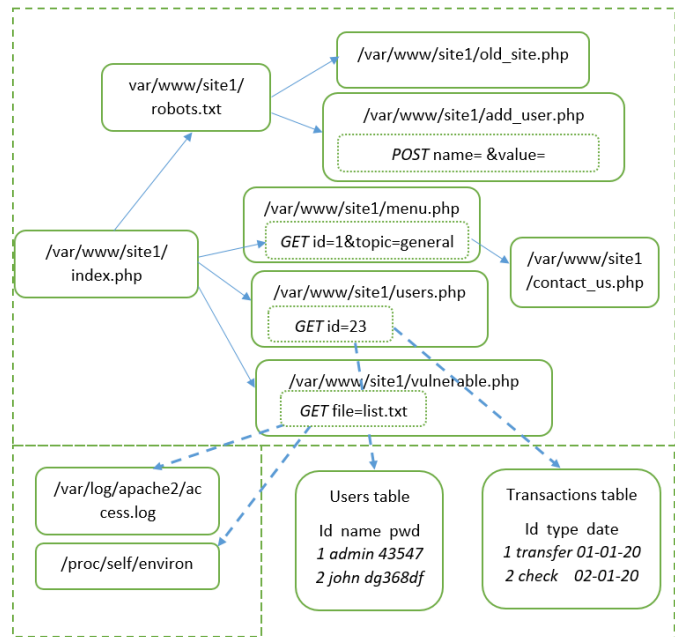 /var/www/site1/old_site.php
var/www/site1/
robots.txt
/var/www/site1/add_user.php
POST name= &value=
/var/www/site1/menu.php
GET id=1&topic=general
/var/www/site1/
index.php
/var/www/site1
/contact_us.php
/var/www/site1/users.php
GET id=23
/var/www/site1/vulnerable.php
GET file=list.txt
/var/log/apache2/ac
cess.log
/proc/self/environ
Users table
Id name pwd
1 admin 43547
2 john dg368df
Transactions table
Id type date
1 transfer 01-01-20
2 check 02-01-20